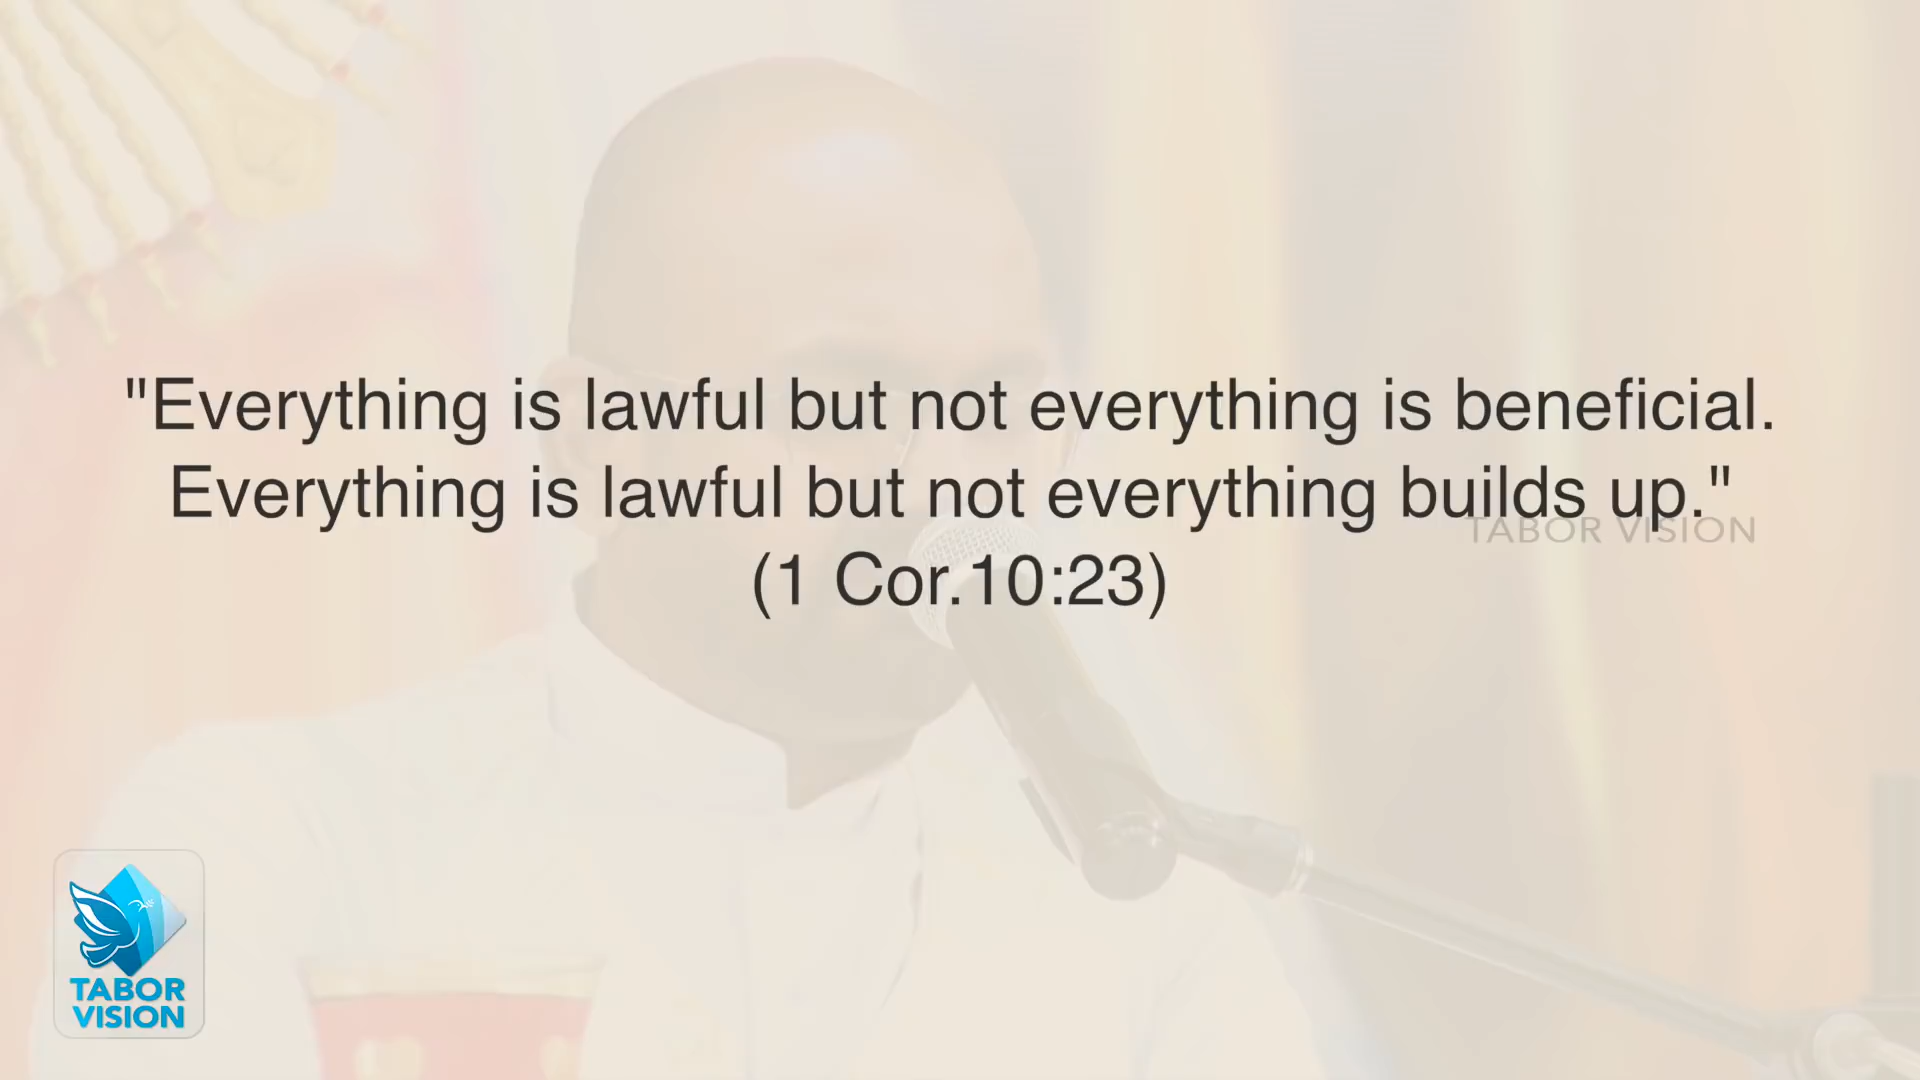 "Everything is lawful but not everything is beneficial.
Everything is lawful but not everything builds up."
TABOR VISION
(1 Cor.10:23)
TABOR
VISION